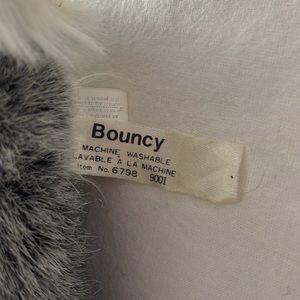 Bouncy
MACHINE WASHABLE
LAVABLE A LA MACHINE
Item No. 6798 9001